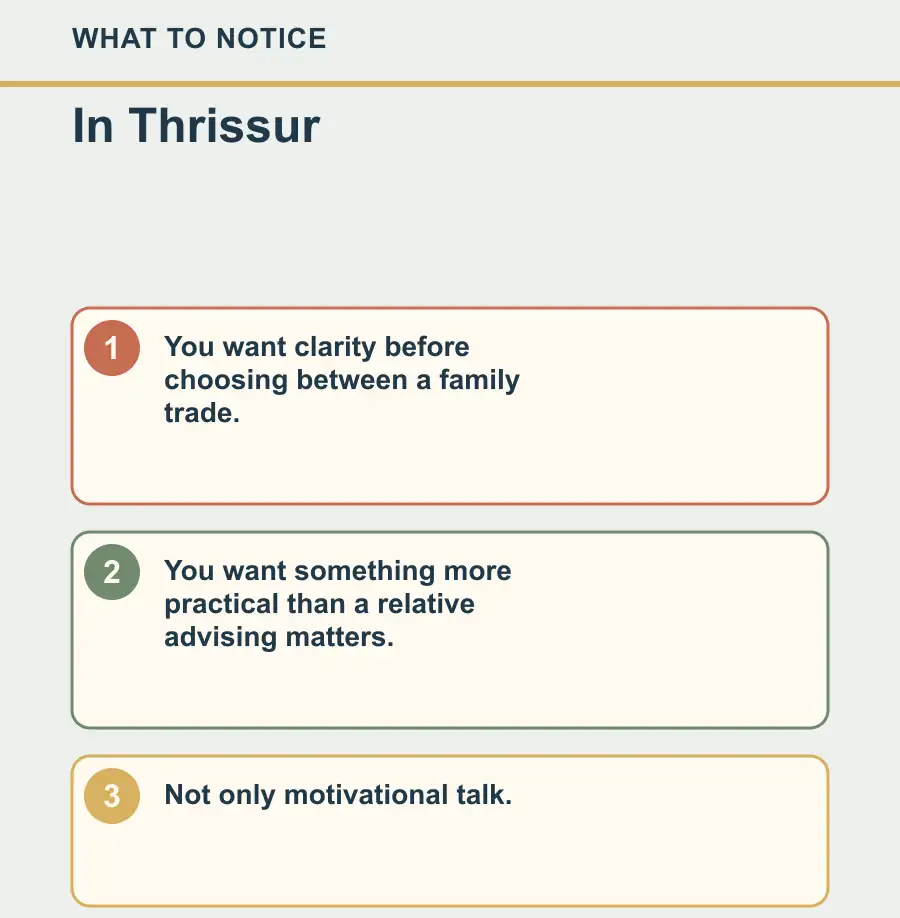 WHAT TO NOTICE
In Thrissur
1
You want clarity before
choosing between a family
trade.
2
You want something more
practical than a relative
advising matters.
3
Not only motivational talk.